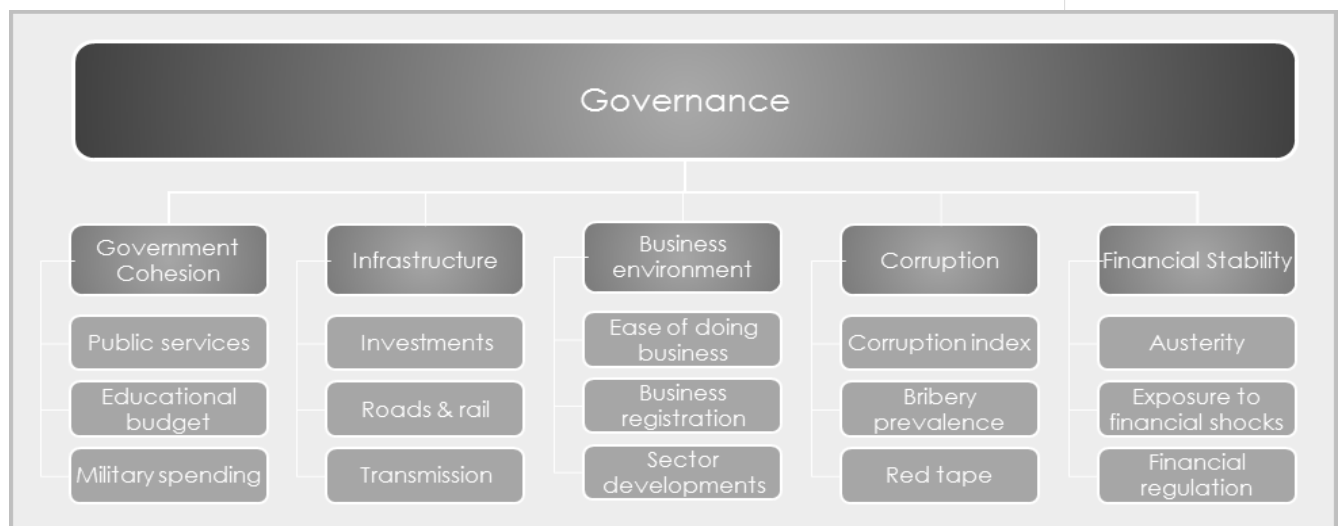 Governance
Government
Cohesion
Public services
Educational
budget
Military spending
Infrastructure
Investments
Roads & rail
Transmission
Business
environment
Ease of doing
business
Business
registration
Sector
developments
Corruption
Corruption index
Bribery
prevalence
Red tape
Financial Stability
Austerity
Exposure to
financial shocks
Financial
regulation